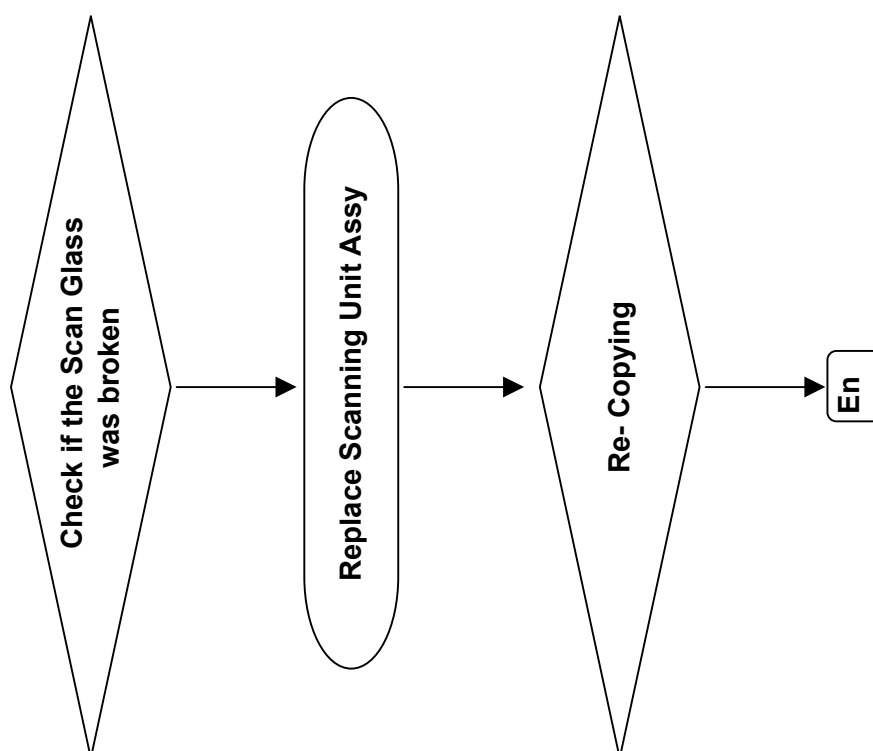 Check if the Scan Glass
was broken
Replace Scanning Unit Assy
Re- Copying
En